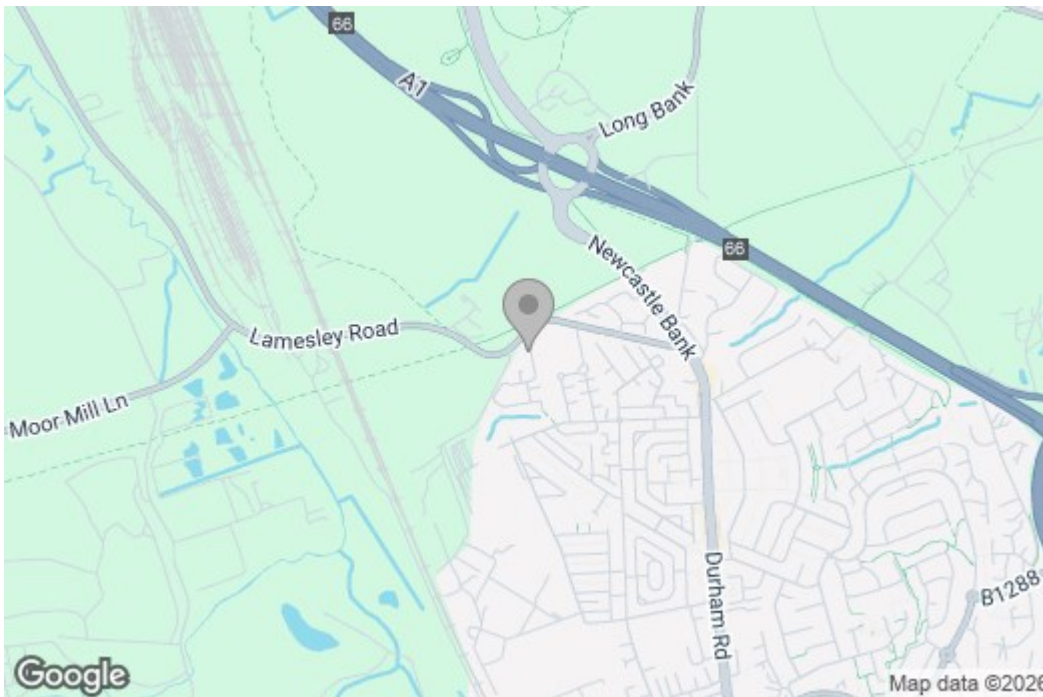 66
A1
Long Bank
66
Newcastle Bank
Lamesley Road
Moor Mill Ln
Durham Rd
B1288
Google
Map data ©2026